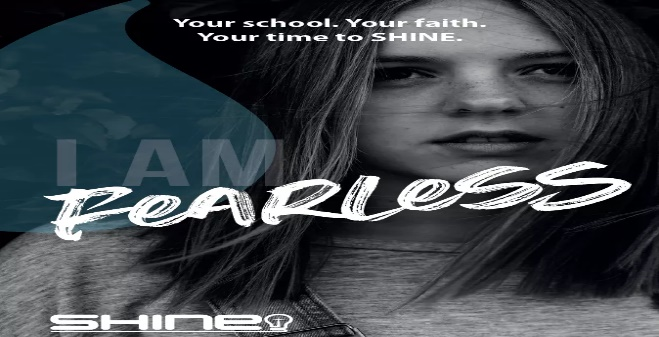 Your school. Your faith.
Your time to SHINE.
I AM
FeARLeSS
SHINE